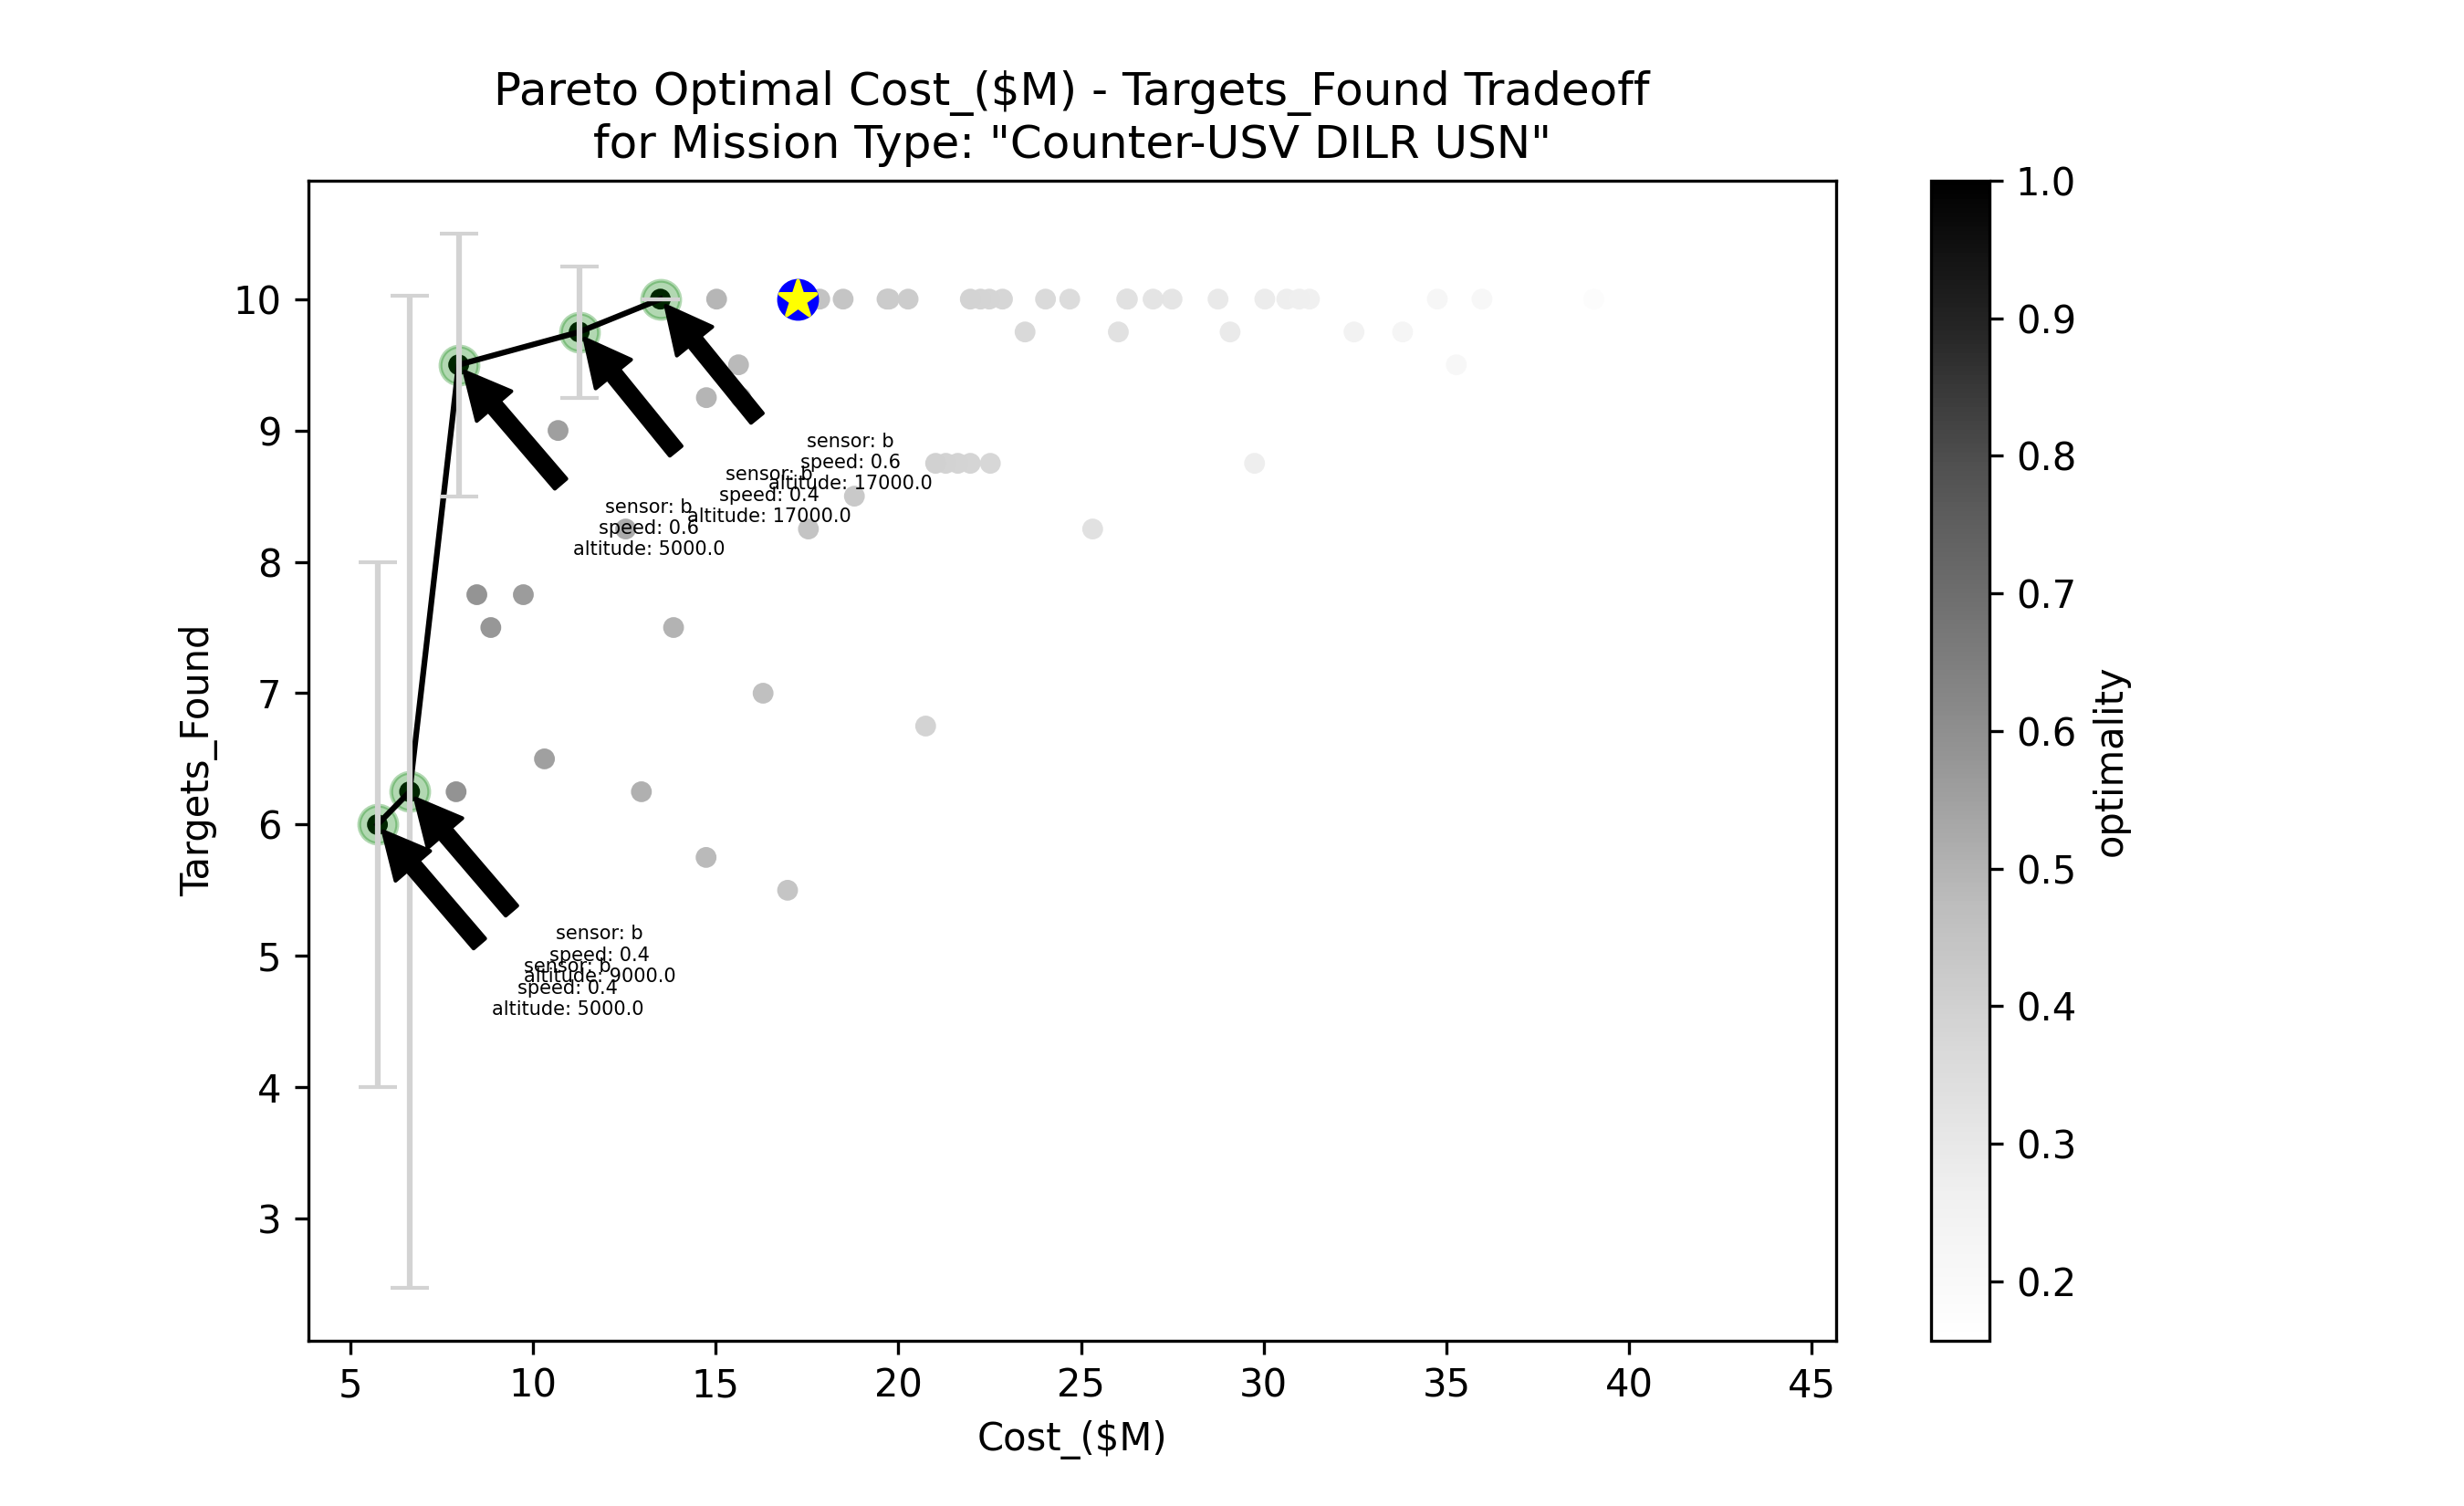 Pareto Optimal Cost_($M) - Targets_Found Tradeoff
for Mission Type: "Counter-USV DILR USN"
Targets_Found
10
9
8
7
6
5
4
3
sensor: b
speed: 0.6
altitude: 17000.0
sensor: b
speed: 0.4
altitude: 17000.0
sensor: b
speed: 0.6
altitude: 5000.0
sensor: b
speed: 0.4
altitude: 9000.0
sensor: b
speed: 0.4
altitude: 5000.0
5
10
15
20
25
30
35
40
45
Cost_($M)
1.0
0.9
0.8
0.7
0.6
0.5
0.4
0.3
0.2
optimality